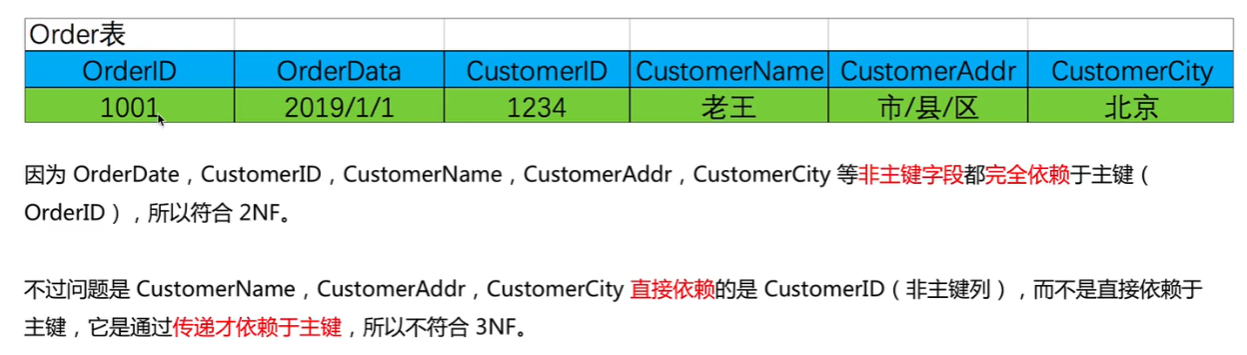 Order表
OrderID OrderData CustomerID CustomerName CustomerAddr CustomerCity
1001 2019/1/1 1234 老王 市/县/区 北京
因为 OrderDate，CustomerID，CustomerName，CustomerAddr，CustomerCity 等非主键字段都完全依赖于主键（
OrderID），所以符合 2NF。
不过问题是 CustomerName，CustomerAddr，CustomerCity 直接依赖的是 CustomerID（非主键列），而不是直接依赖于
主键，它是通过传递才依赖于主键，所以不符合 3NF。